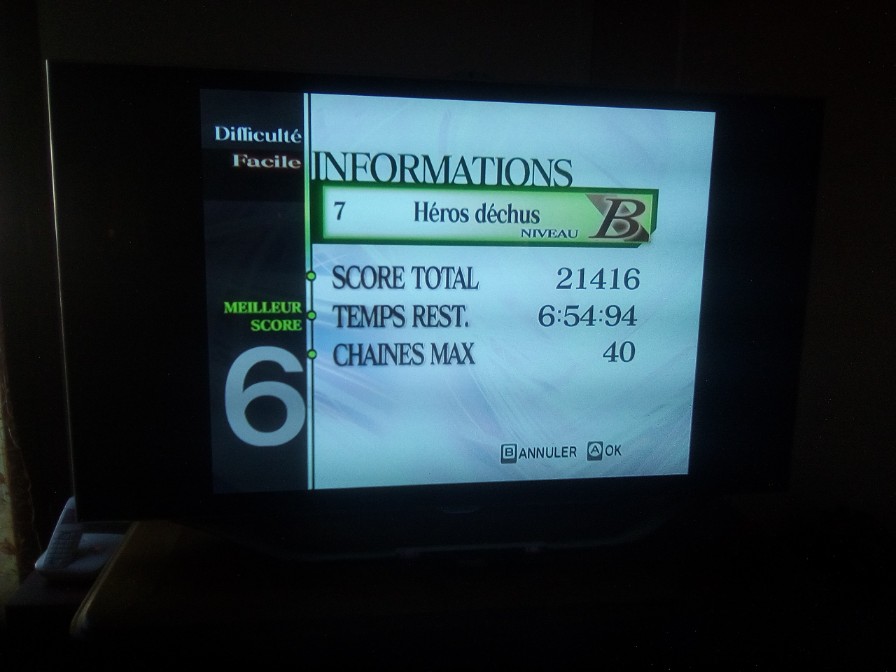 Difficulté
Facile
INFORMATIONS
7 Héros déchus
NIVEAU B
SCORE TOTAL 21416
MEILLEUR
SCORE
TEMPS REST. 6:54:94
CHAINES MAX 40
6
B ANNULER A OK